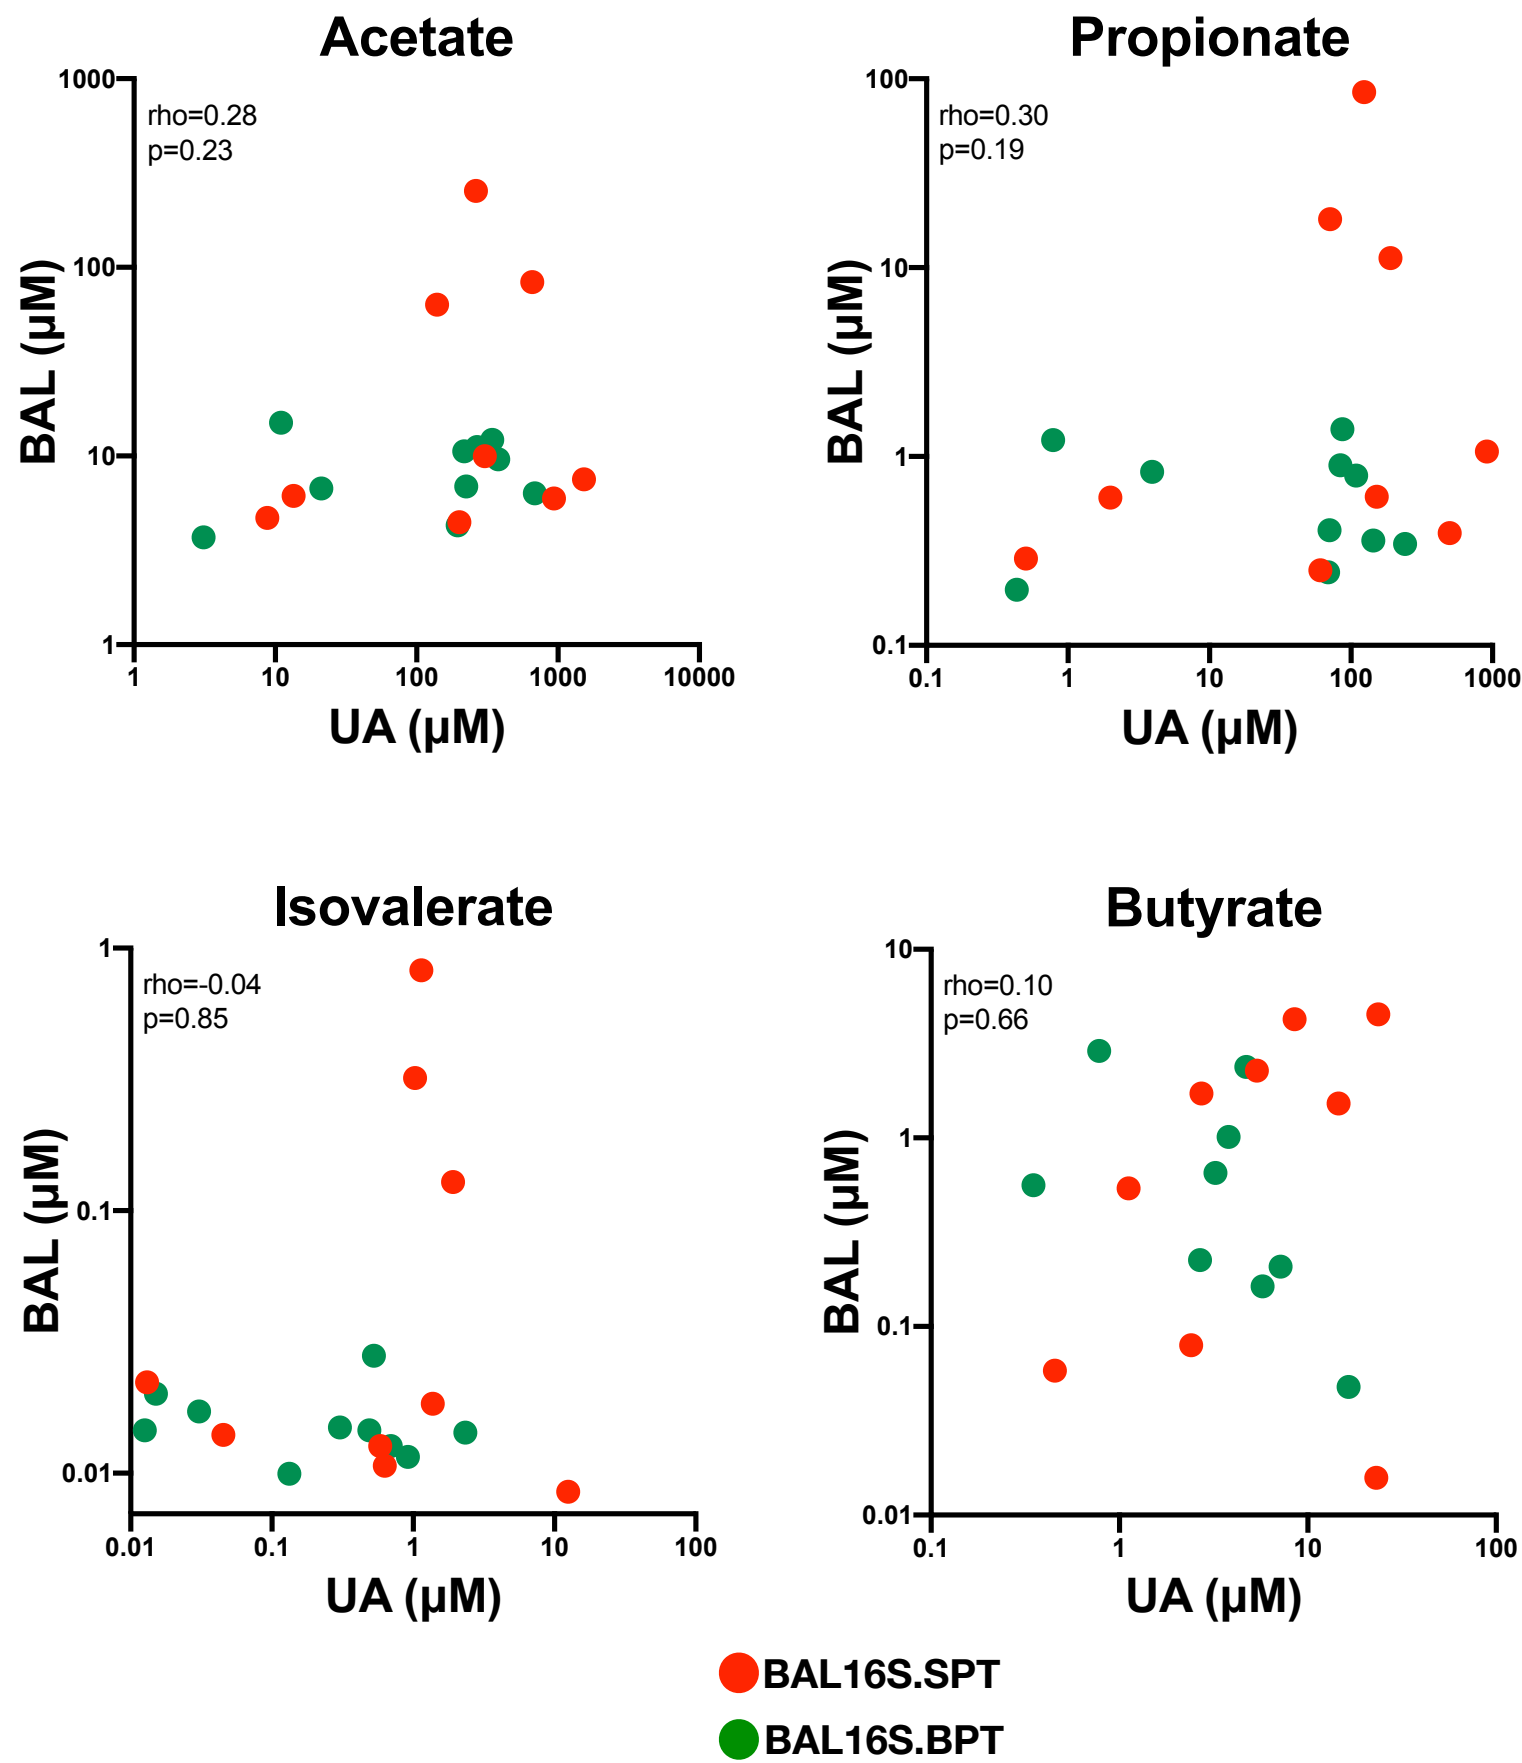 Acetate
rho=0.28
p=0.23
1000
100
10
1
BAL (µM)
1 10 100 1000 10000
UA (µM)
Propionate
rho=0.30
p=0.19
100
10
1
0.1
BAL (µM)
0.1 1 10 100 1000
UA (µM)
Isovalerate
rho=-0.04
p=0.85
1
0.1
0.01
BAL (µM)
0.01 0.1 1 10 100
UA (µM)
Butyrate
rho=0.10
p=0.66
10
1
0.1
0.01
BAL (µM)
0.1 1 10 100
UA (µM)
BAL16S.SPT
BAL16S.BPT